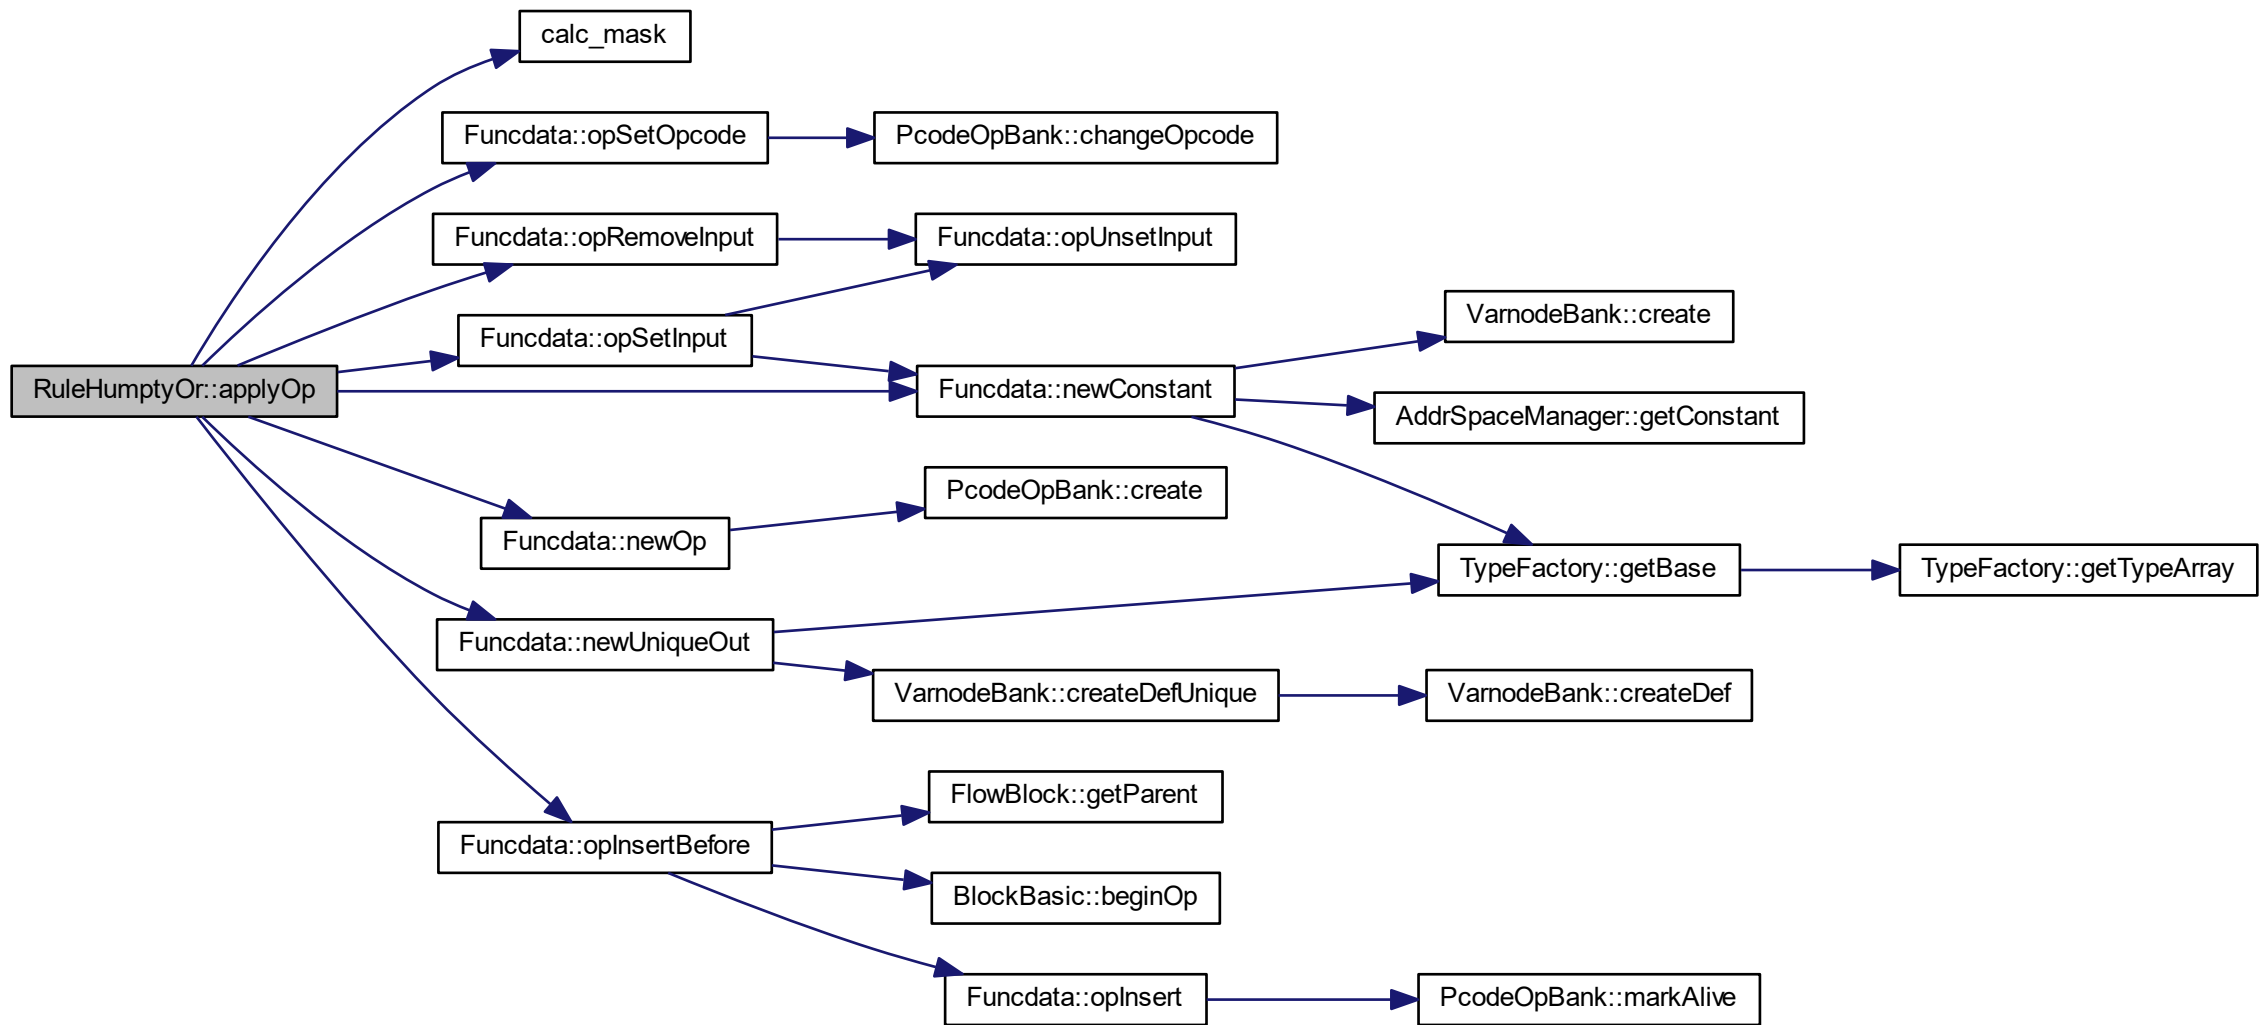 calc_mask
Funcdata::opSetOpcode
PcodeOpBank::changeOpcode
Funcdata::opRemoveInput
Funcdata::opUnsetInput
Funcdata::opSetInput
VarnodeBank::create
RuleHumptyOr::applyOp
Funcdata::newConstant
AddrSpaceManager::getConstant
PcodeOpBank::create
Funcdata::newOp
TypeFactory::getBase
TypeFactory::getTypeArray
Funcdata::newUniqueOut
VarnodeBank::createDefUnique
VarnodeBank::createDef
FlowBlock::getParent
Funcdata::opInsertBefore
BlockBasic::beginOp
Funcdata::opInsert
PcodeOpBank::markAlive